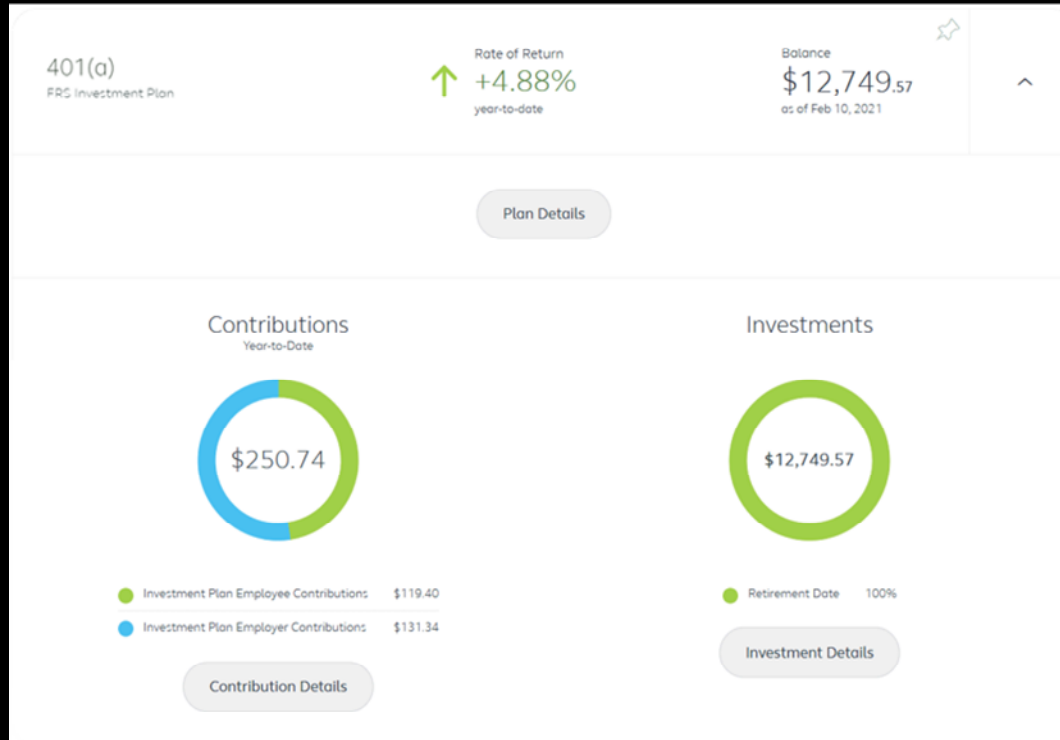 401(a)
FRS Investment Plan
Rate of Return
+4.88%
year-to-date
Balance
$12,749.57
as of Feb 10, 2021
Plan Details
Contributions
Year-to-Date
$250.74
Investment Plan Employee Contributions $119.40
Investment Plan Employer Contributions $131.34
Contribution Details
Investments
$12,749.57
Retirement Date 100%
Investment Details